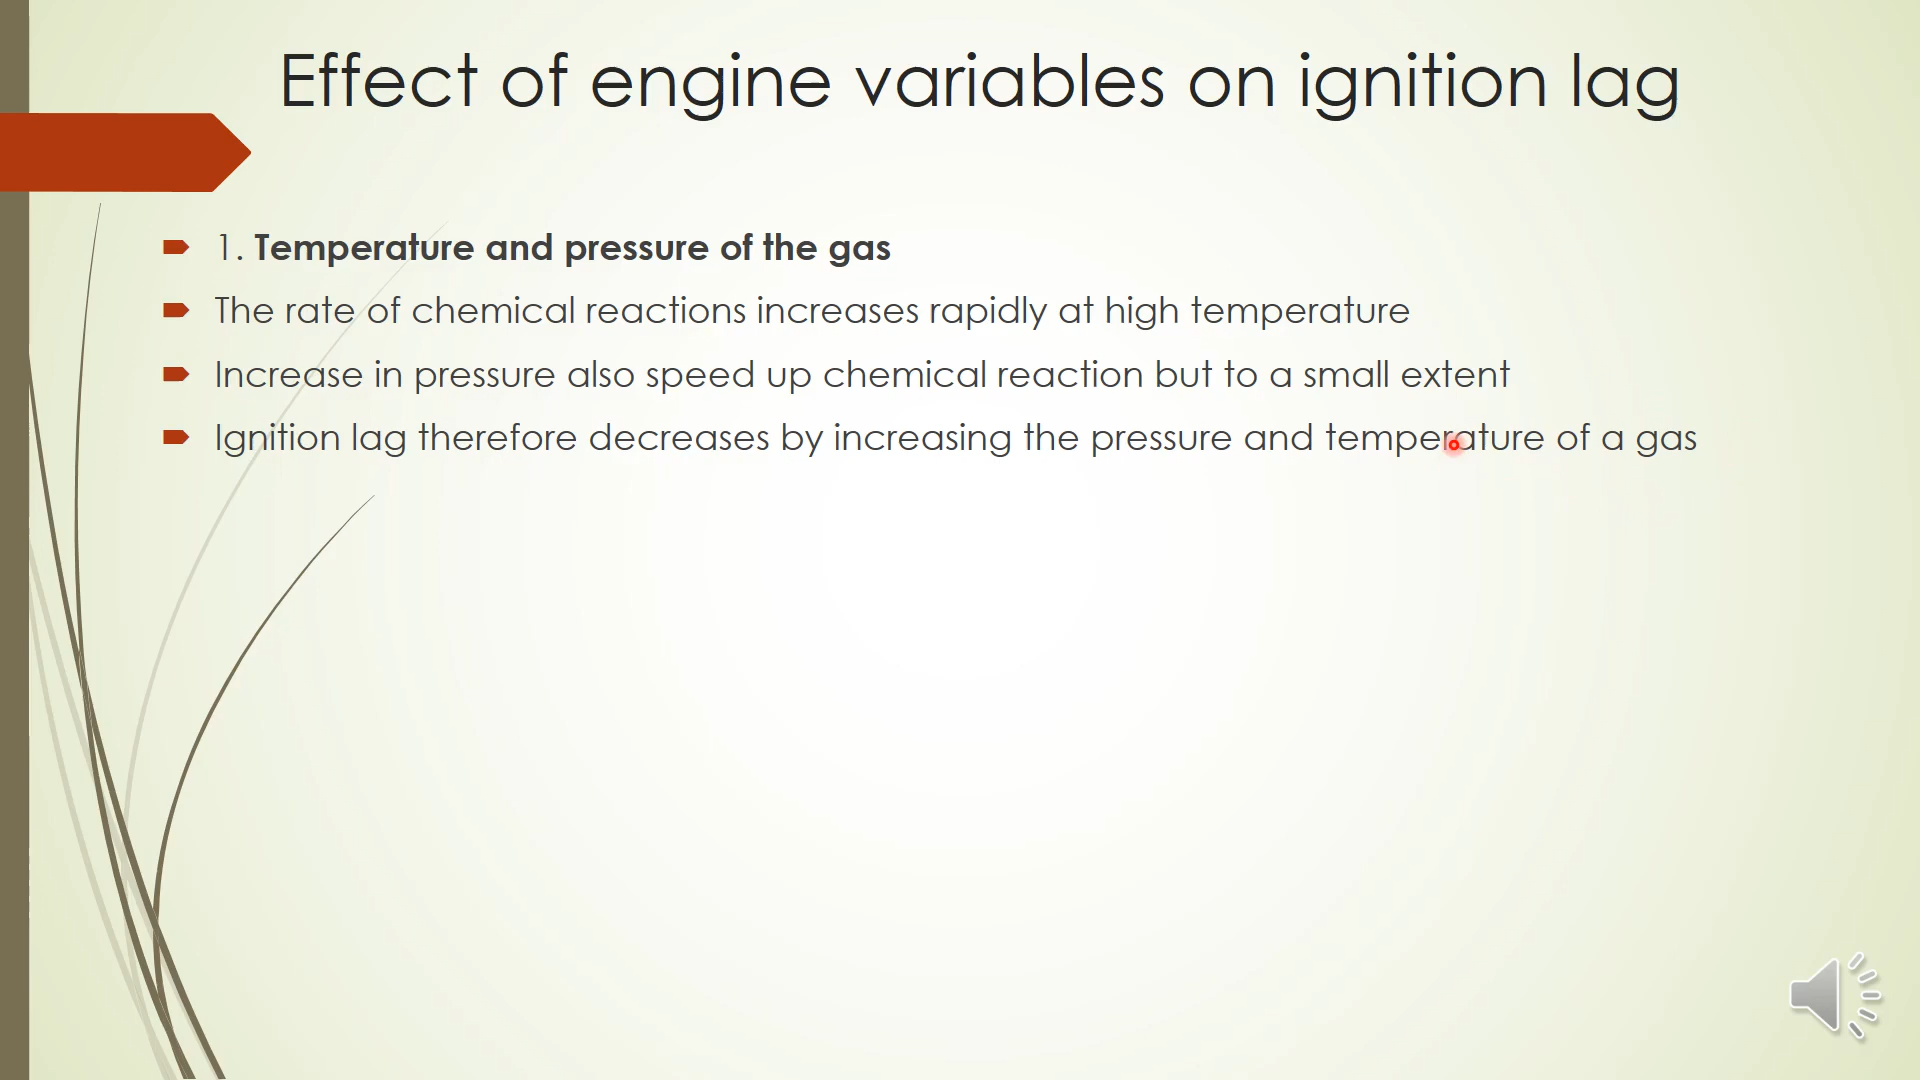 Effect of engine variables on ignition lag
1. Temperature and pressure of the gas
The rate of chemical reactions increases rapidly at high temperature
Increase in pressure also speed up chemical reaction but to a small extent
Ignition lag therefore decreases by increasing the pressure and temperature of a gas